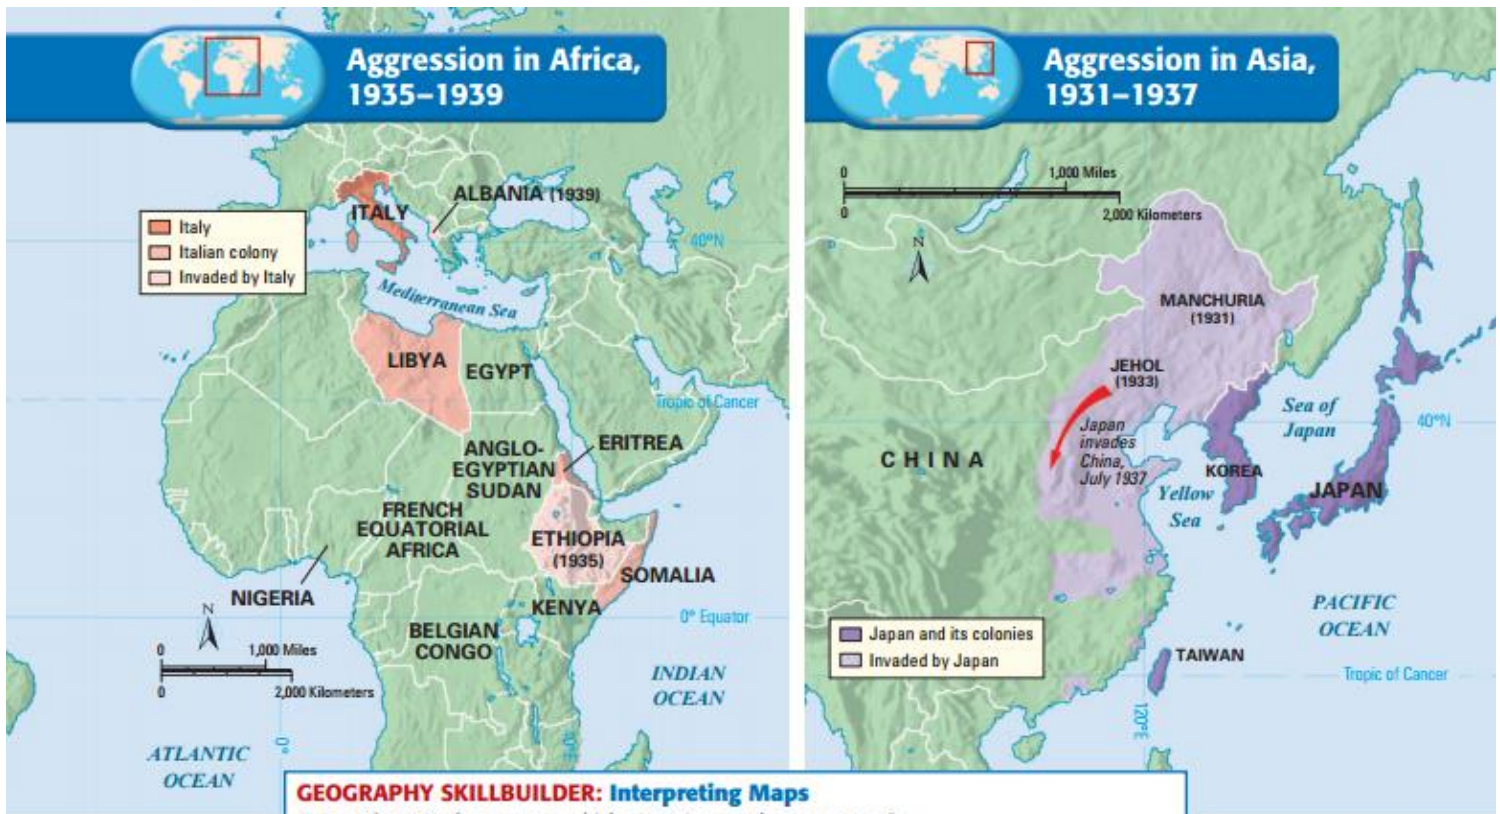 Aggression in Africa,
1935–1939
ALBANIA (1939)
ITALY
Italy
Italian colony
Invaded by Italy
40°N
Mediterranean Sea
LIBYA
EGYPT
Tropic of Cancer
ANGLO-
EGYPTIAN
SUDAN
ERITREA
FRENCH
EQUATORIAL
AFRICA
ETHIOPIA
(1935)
SOMALIA
NIGERIA
KENYA
0° Equator
BELGIAN
CONGO
N
0 1,000 Miles
0 2,000 Kilometers
INDIAN
OCEAN
ATLANTIC
OCEAN
0°
Aggression in Asia,
1931–1937
0 1,000 Miles
0 2,000 Kilometers
N
MANCHURIA
(1931)
JEHOL
(1933)
Japan
invades
China,
July 1937
Sea of
Japan
40°N
CHINA
KOREA
JAPAN
Yellow
Sea
PACIFIC
OCEAN
Japan and its colonies
Invaded by Japan
TAIWAN
Tropic of Cancer
120°E
GEOGRAPHY SKILLBUILDER: Interpreting Maps